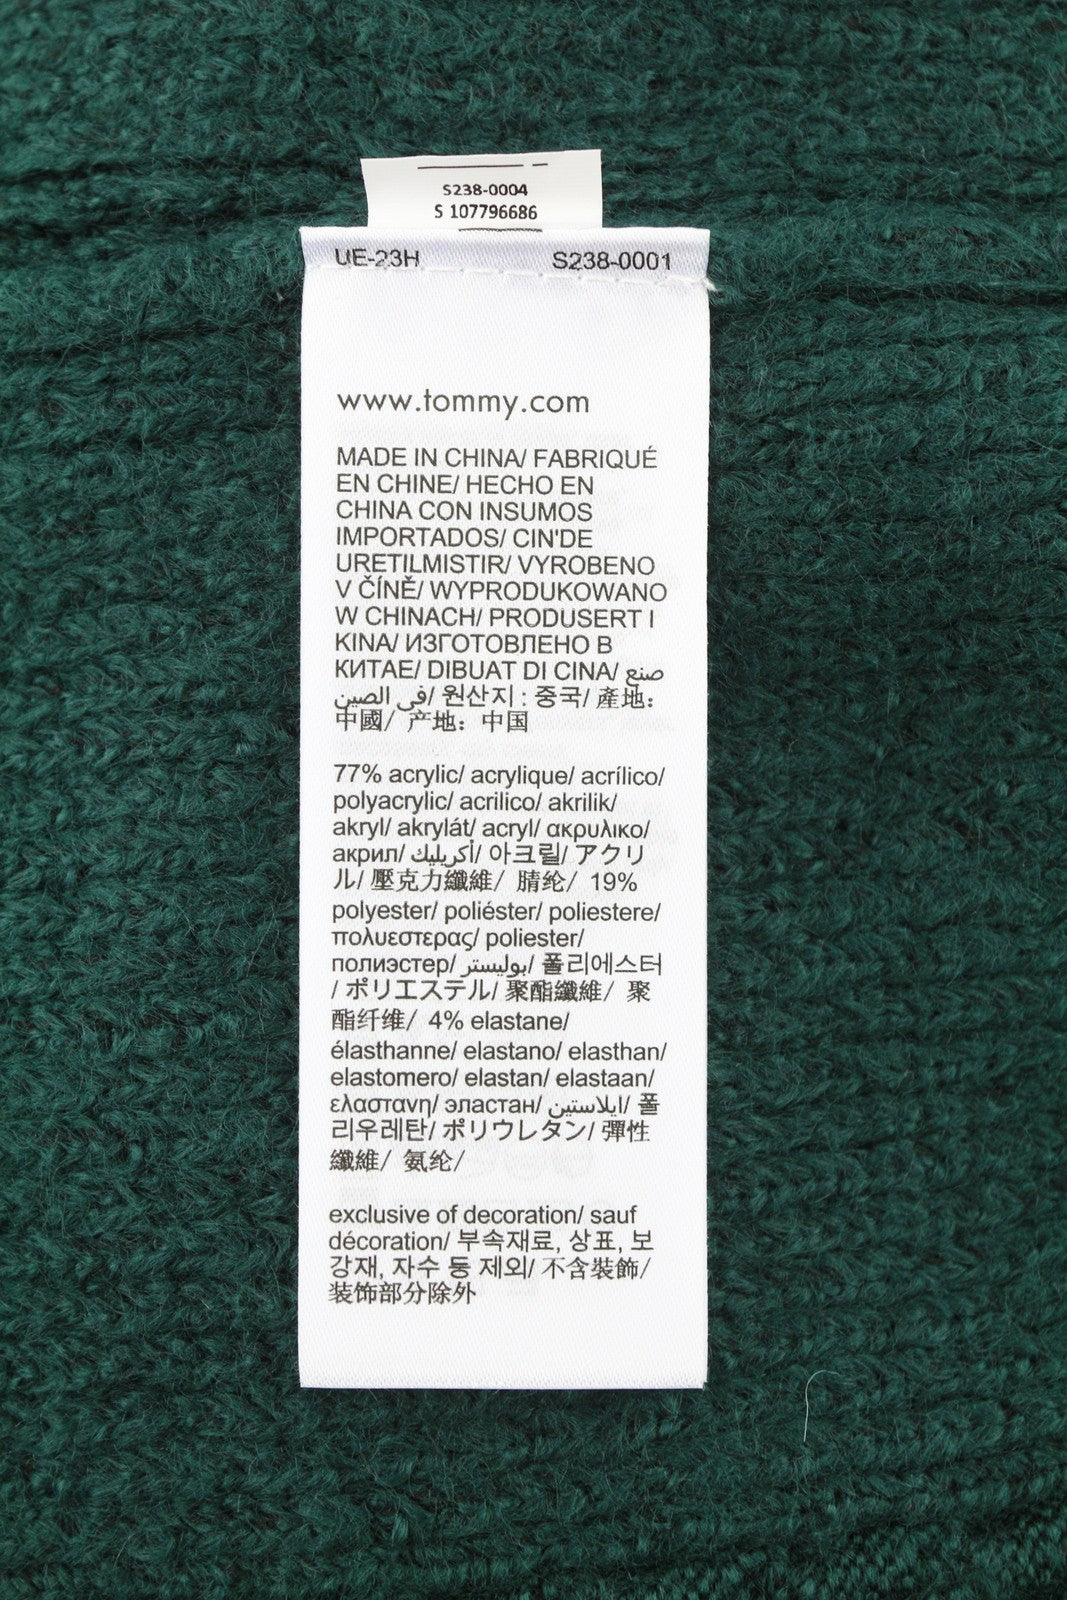 S238-0004
S 107796686
UE-23H S238-0001
www.tommy.com
MADE IN CHINA/ FABRIQUÉ
EN CHINE/ HECHO EN
CHINA CON INSUMOS
IMPORTADOS/ CIN'DE
URETILMISTIR/ VYROBENO
V ČÍNĚ/ WYPRODUKOWANO
W CHINACH/ PRODUSERT I
KINA/ ИЗГОТОВЛЕНО В
КИТАЕ/ DIBUAT DI CINA/ صنع
فى الصين/ 원산지 : 중국/ 產地:
中國/ 产地: 中国
77% acrylic/ acrylique/ acrílico/
polyacrylic/ acrilico/ akrilik/
akryl/ akrylát/ acryl/ ακρυλικο/
акрил/ أكريليك/ 아크릴/ アクリ
ル/ 壓克力纖維/ 腈纶/ 19%
polyester/ poliéster/ poliestere/
πολυεστερας/ poliester/
полиэстер/ بوليستر/ 폴리에스터
/ ポリエステル/ 聚酯纖維/ 聚
酯纤维/ 4% elastane/
élasthanne/ elastano/ elasthan/
elastomero/ elastan/ elastaan/
ελαστανη/ эластан/ ايلاستين/ 폴
리우레탄/ ポリウレタン/ 彈性
纖維/ 氨纶/
exclusive of decoration/ sauf
décoration/ 부속재료, 상표, 보
강재, 자수 등 제외/ 不含裝飾/
装饰部分除外